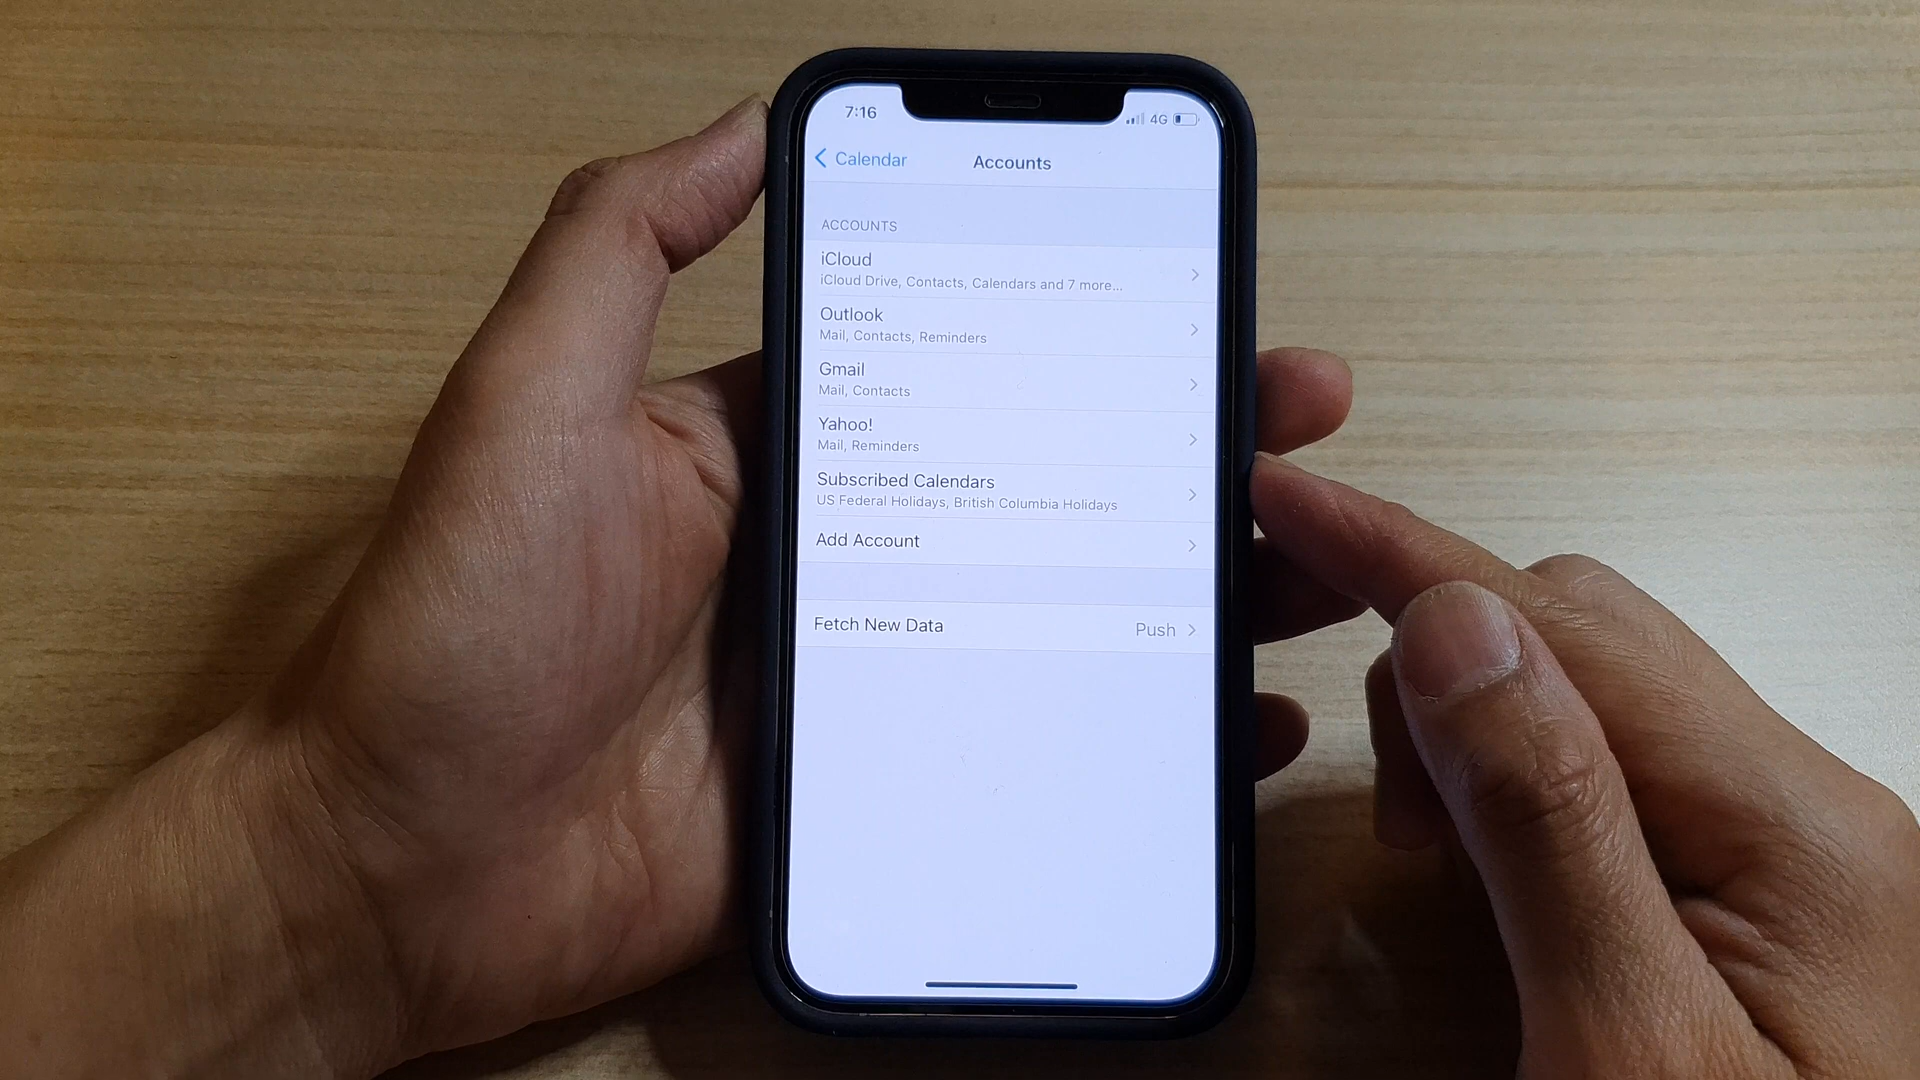 7:16
4G
Calendar
Accounts
ACCOUNTS
iCloud
iCloud Drive, Contacts, Calendars and 7 more...
Outlook
Mail, Contacts, Reminders
Gmail
Mail, Contacts
Yahoo!
Mail, Reminders
Subscribed Calendars
US Federal Holidays, British Columbia Holidays
Add Account
Fetch New Data
Push